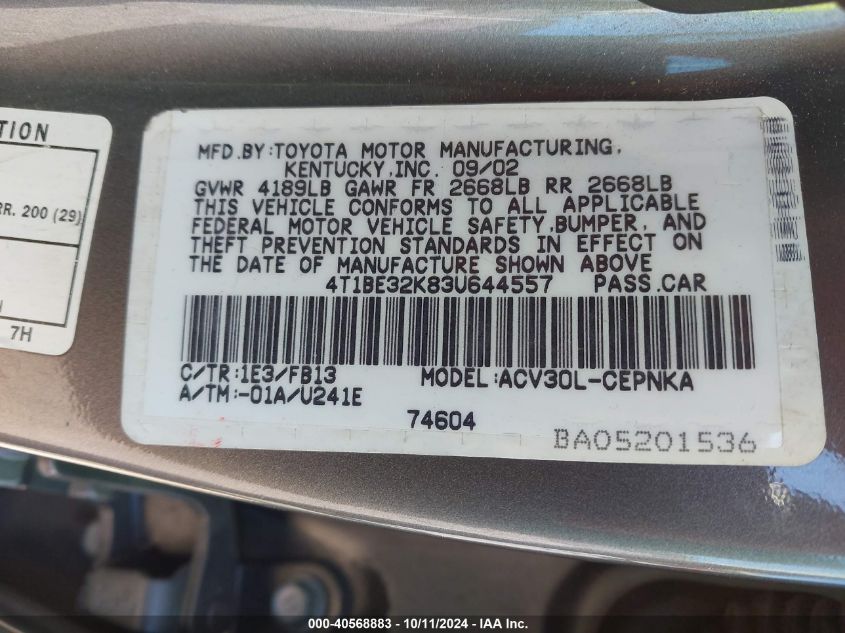 TION
RR. 200 (29)
7H
MFD.BY:TOYOTA MOTOR MANUFACTURING,
KENTUCKY,INC. 09/02
GVWR 4189LB GAWR FR 2668LB RR 2668LB
THIS VEHICLE CONFORMS TO ALL APPLICABLE
FEDERAL MOTOR VEHICLE SAFETY,BUMPER, AND
THEFT PREVENTION STANDARDS IN EFFECT ON
THE DATE OF MANUFACTURE SHOWN ABOVE
4T1BE32K83U644557 PASS.CAR
C/TR:1E3/FB13 MODEL:ACV30L-CEPNKA
A/TM:-01A/U241E
74604
BA05201536
000-40568883 / 10/11/2024 - IAA Inc.